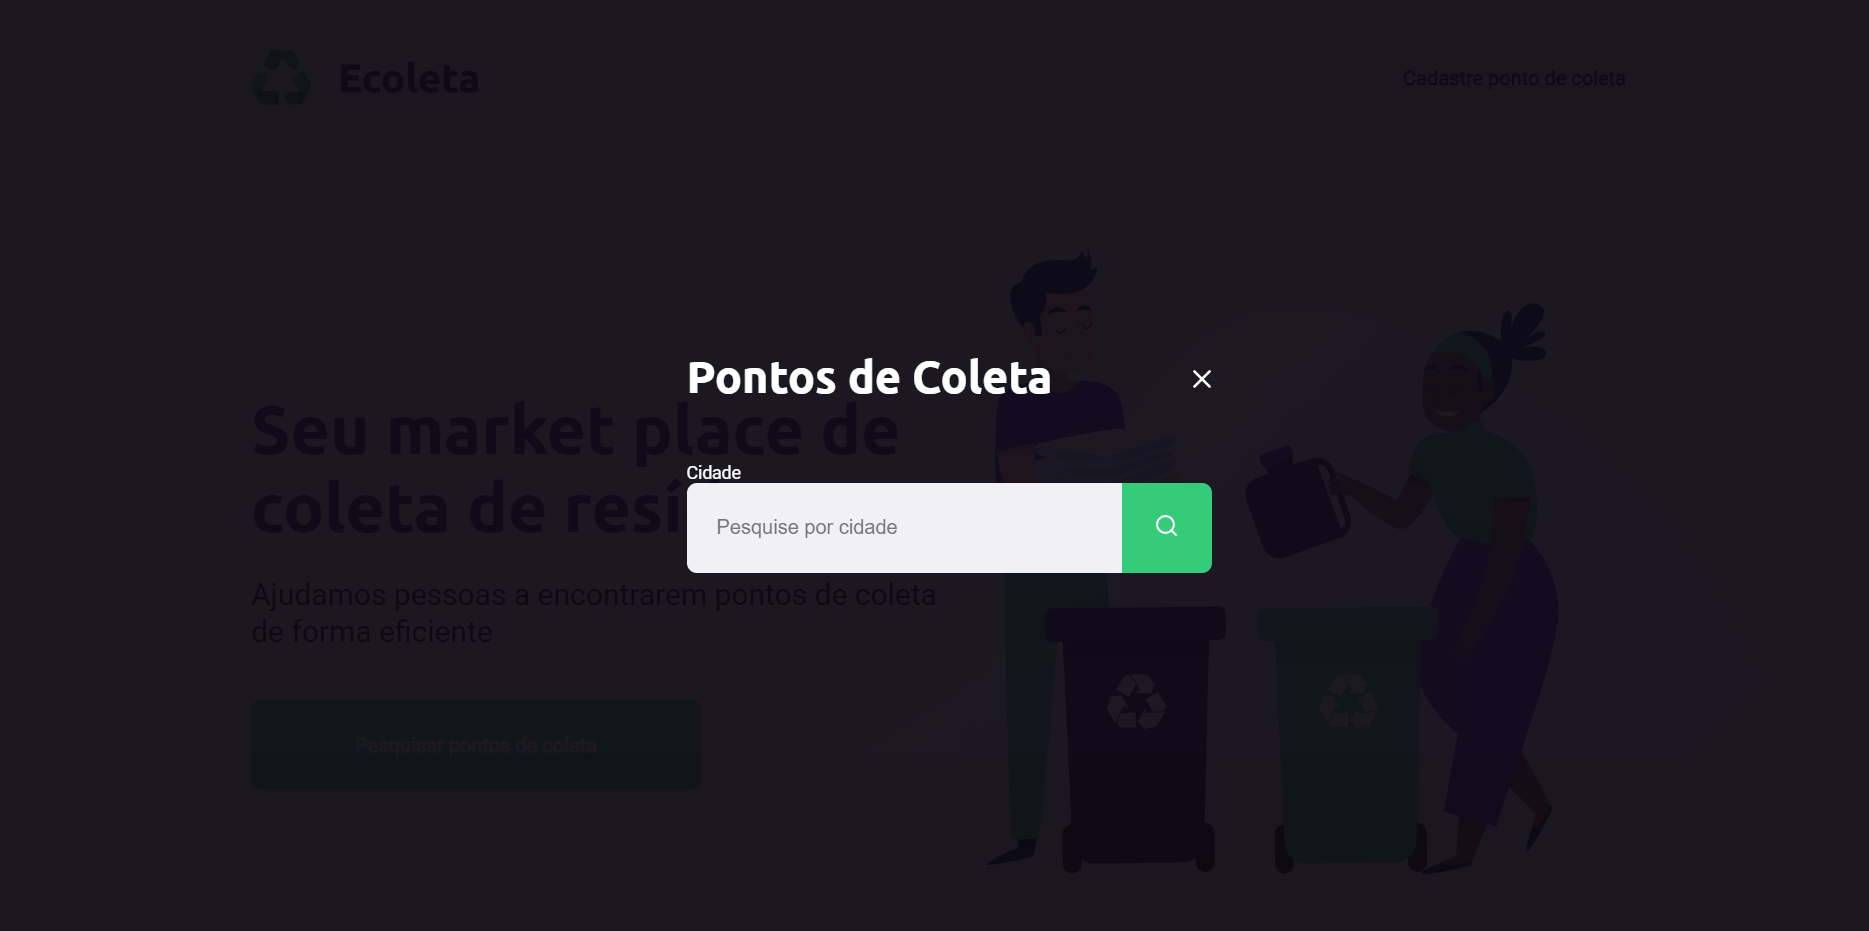 Ecoleta
Cadastre ponto de coleta
Pontos de Coleta
Seu market place de
coleta de resí
Cidade
Pesquise por cidade
Ajudamos pessoas a encontrarem pontos de coleta
de forma eficiente
Pesquisar pontos de coleta